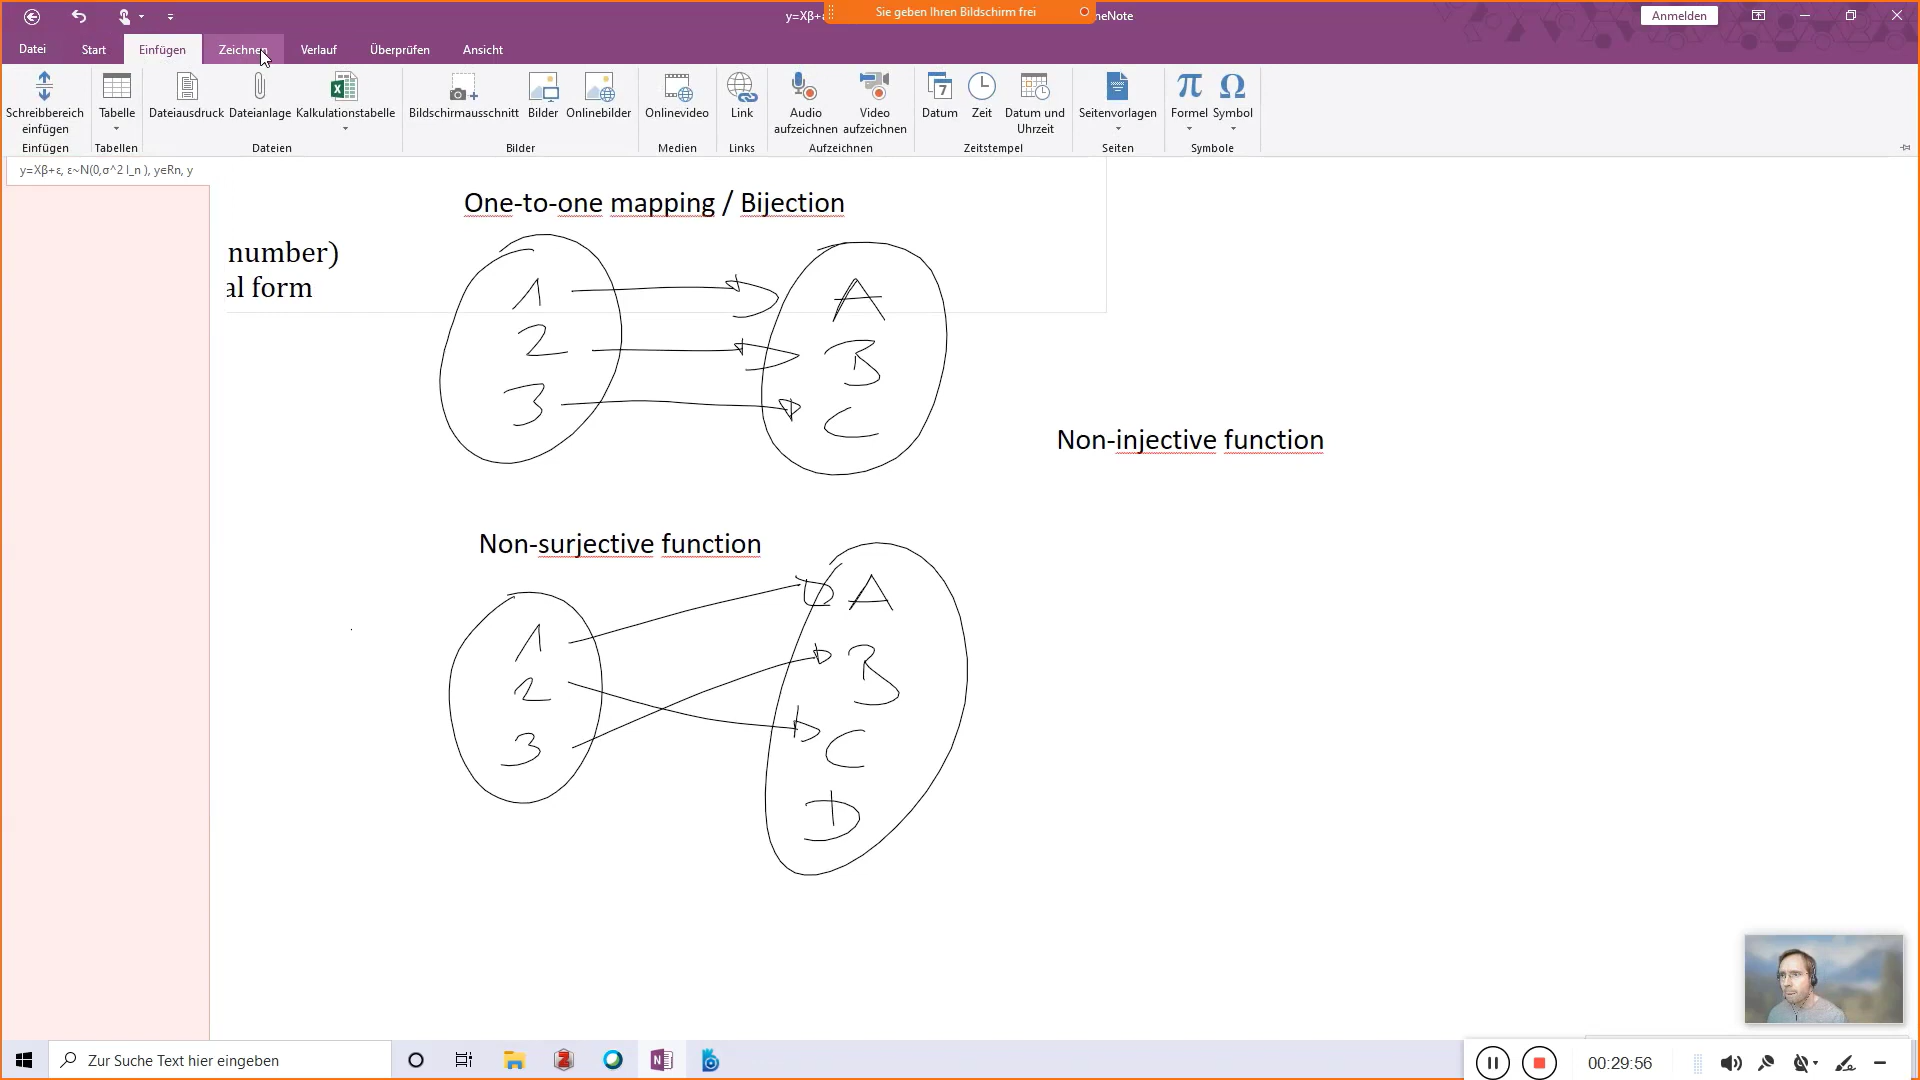 y=Xβ+ε
Sie geben Ihren Bildschirm frei
neNote
Anmelden
Datei Start Einfügen Zeichnen Verlauf Überprüfen Ansicht
Schreibbereich einfügen
Tabelle
Dateiausdruck
Dateianlage
Kalkulationstabelle
Bildschirmausschnitt
Bilder
Onlinebilder
Onlinevideo
Link
Audio aufzeichnen
Video aufzeichnen
Datum
Zeit
Datum und Uhrzeit
Seitenvorlagen
Formel
Symbol
Einfügen Tabellen Dateien Bilder Medien Links Aufzeichnen Zeitstempel Seiten Symbole
y=Xβ+ε, ε~N(0,σ^2 I_n ), y∈Rn, y
One-to-one mapping / Bijection
number)
al form
1 A
2 B
3 C
Non-injective function
Non-surjective function
1 A
2 B
3 C
D
Zur Suche Text hier eingeben
00:29:56